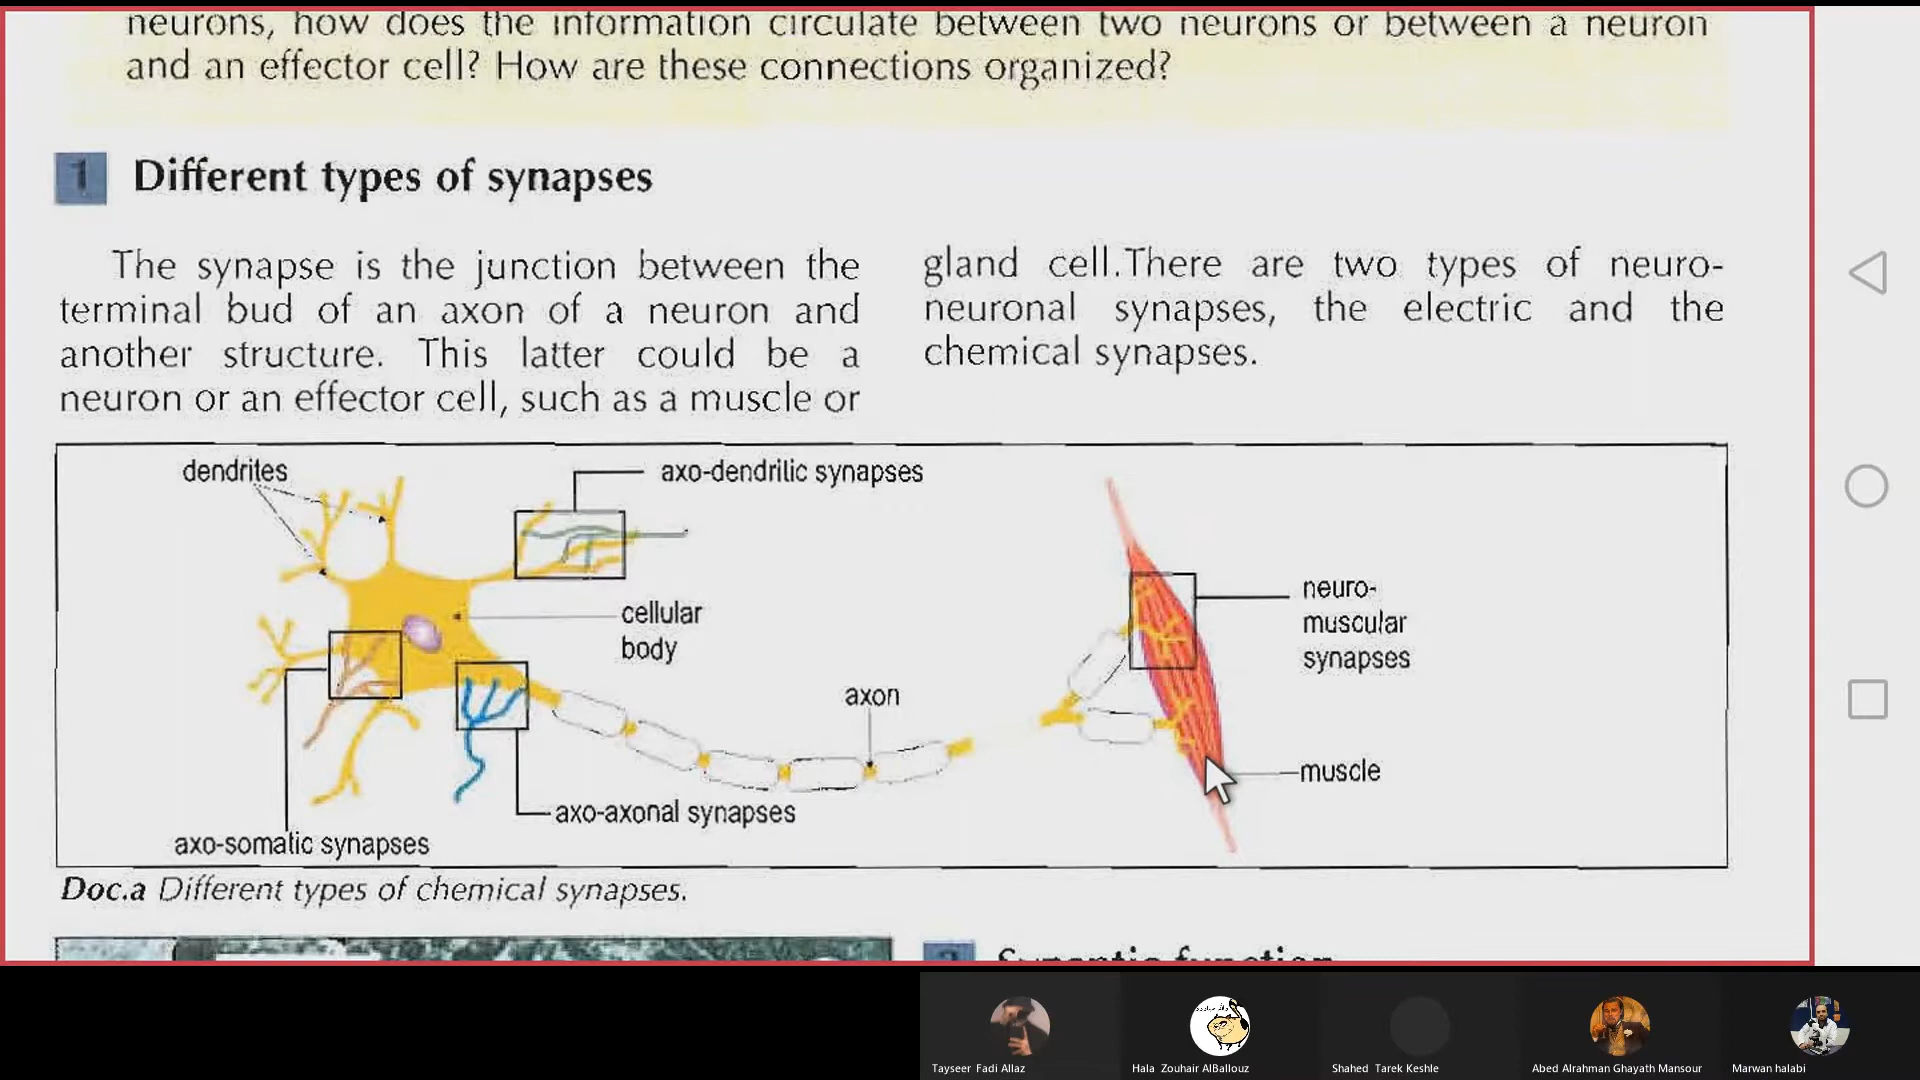 neurons, how does the information circulate between two neurons or between a neuron
and an effector cell? How are these connections organized?
1 Different types of synapses
The synapse is the junction between the
terminal bud of an axon of a neuron and
another structure. This latter could be a
neuron or an effector cell, such as a muscle or
gland cell.There are two types of neuro-
neuronal synapses, the electric and the
chemical synapses.
dendrites
axo-dendrilic synapses
cellular
body
neuro-
muscular
synapses
axon
muscle
axo-axonal synapses
axo-somatic synapses
Doc.a Different types of chemical synapses.
Tayseer Fadi Allaz
Hala Zouhair AlBallouz
Shahed Tarek Keshle
Abed Alrahman Ghayath Mansour
Marwan halabi